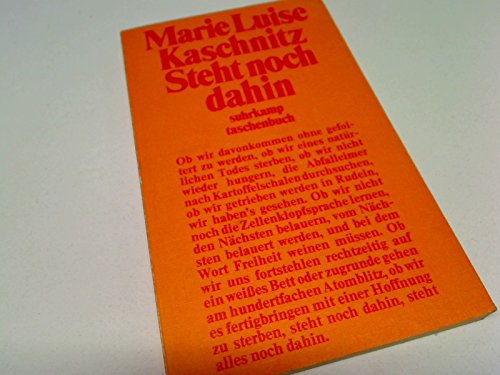 Marie Luise
Kaschnitz
Steht noch
dahin
suhrkamp
taschenbuch
Ob wir davonkommen ohne gefol-
tert zu werden, ob wir eines natür-
lichen Todes sterben, ob wir nicht
wieder hungern, die Abfalleimer
nach Kartoffelschalen durchsuchen,
ob wir getrieben werden in Rudeln,
wir haben's gesehen. Ob wir nicht
noch die Zellenklopfsprache lernen,
den Nächsten belauern, vom Näch-
sten belauert werden, und bei dem
Wort Freiheit weinen müssen. Ob
wir uns fortstehlen rechtzeitig auf
ein weißes Bett oder zugrunde gehen
am hundertfachen Atomblitz, ob wir
es fertigbringen mit einer Hoffnung
zu sterben, steht noch dahin, steht
alles noch dahin.